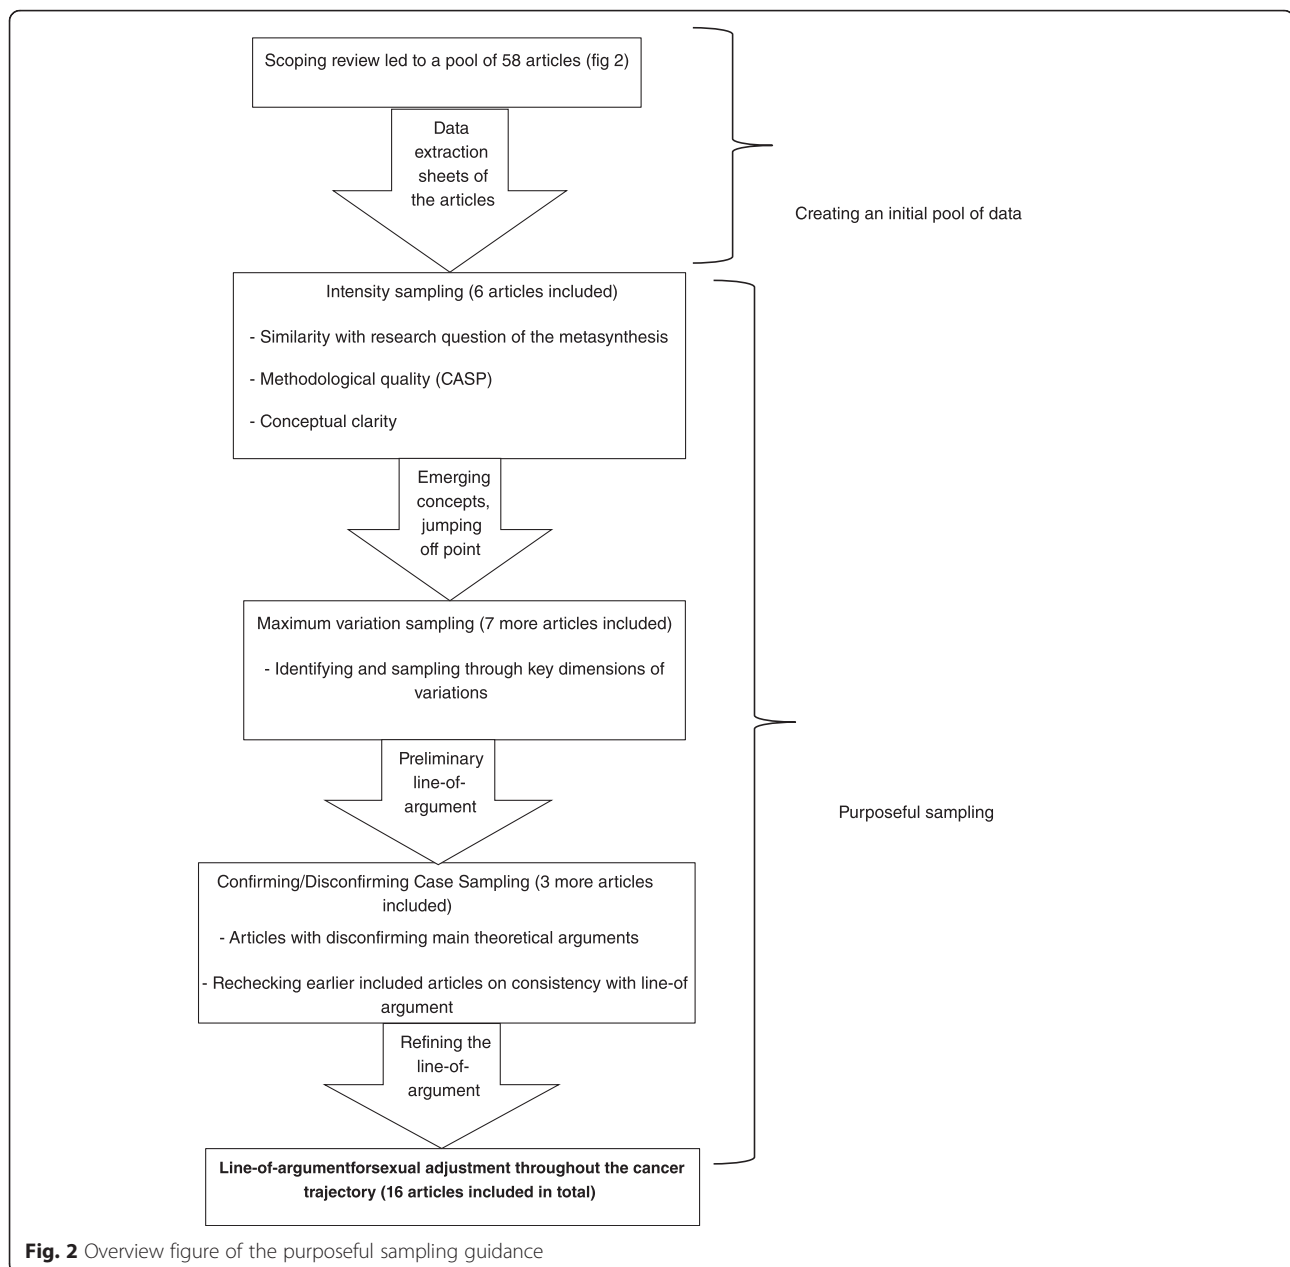 Scoping review led to a pool of 58 articles (fig 2)
Data
extraction
sheets of
the articles
Creating an initial pool of data
Intensity sampling (6 articles included)
- Similarity with research question of the metasynthesis
- Methodological quality (CASP)
- Conceptual clarity
Emerging
concepts,
jumping
off point
Maximum variation sampling (7 more articles included)
- Identifying and sampling through key dimensions of
variations
Preliminary
line-of-
argument
Purposeful sampling
Confirming/Disconfirming Case Sampling (3 more articles
included)
- Articles with disconfirming main theoretical arguments
- Rechecking earlier included articles on consistency with line-of
argument
Refining the
line-of-
argument
Line-of-argumentforsexual adjustment throughout the cancer
trajectory (16 articles included in total)
Fig. 2 Overview figure of the purposeful sampling guidance